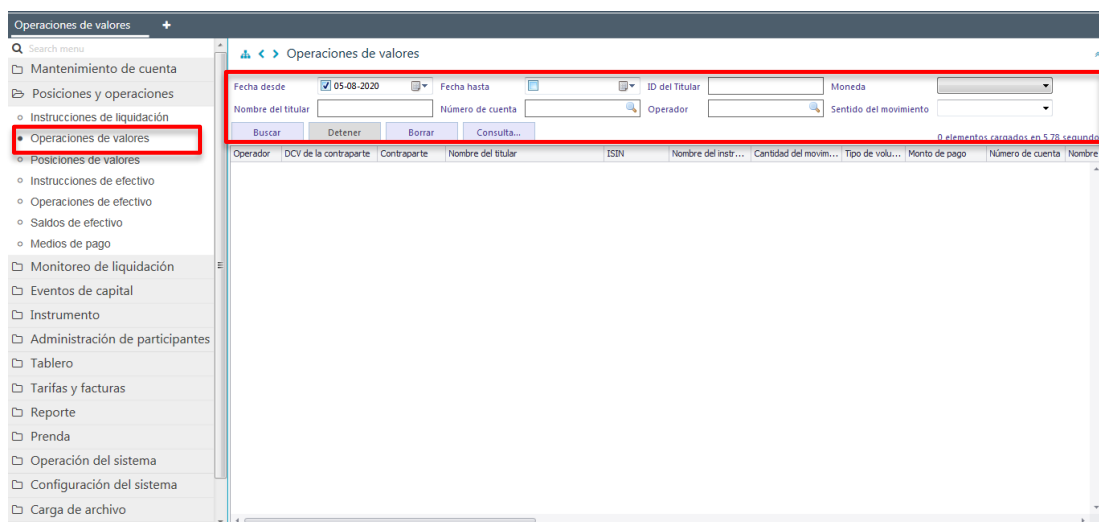 Operaciones de valores +
Search menu
Mantenimiento de cuenta
Posiciones y operaciones
Instrucciones de liquidación
Operaciones de valores
Posiciones de valores
Instrucciones de efectivo
Operaciones de efectivo
Saldos de efectivo
Medios de pago
Monitoreo de liquidación
Eventos de capital
Instrumento
Administración de participantes
Tablero
Tarifas y facturas
Reporte
Prenda
Operación del sistema
Configuración del sistema
Carga de archivo
Operaciones de valores
Fecha desde 05-08-2020 Fecha hasta ID del Titular Moneda
Nombre del titular Número de cuenta Operador Sentido del movimiento
Buscar Detener Borrar Consulta...
0 elementos cargados en 5.78 segundo
Operador DCV de la contraparte Contraparte Nombre del titular ISIN Nombre del instr... Cantidad del movim... Tipo de volu... Monto de pago Número de cuenta Nombre